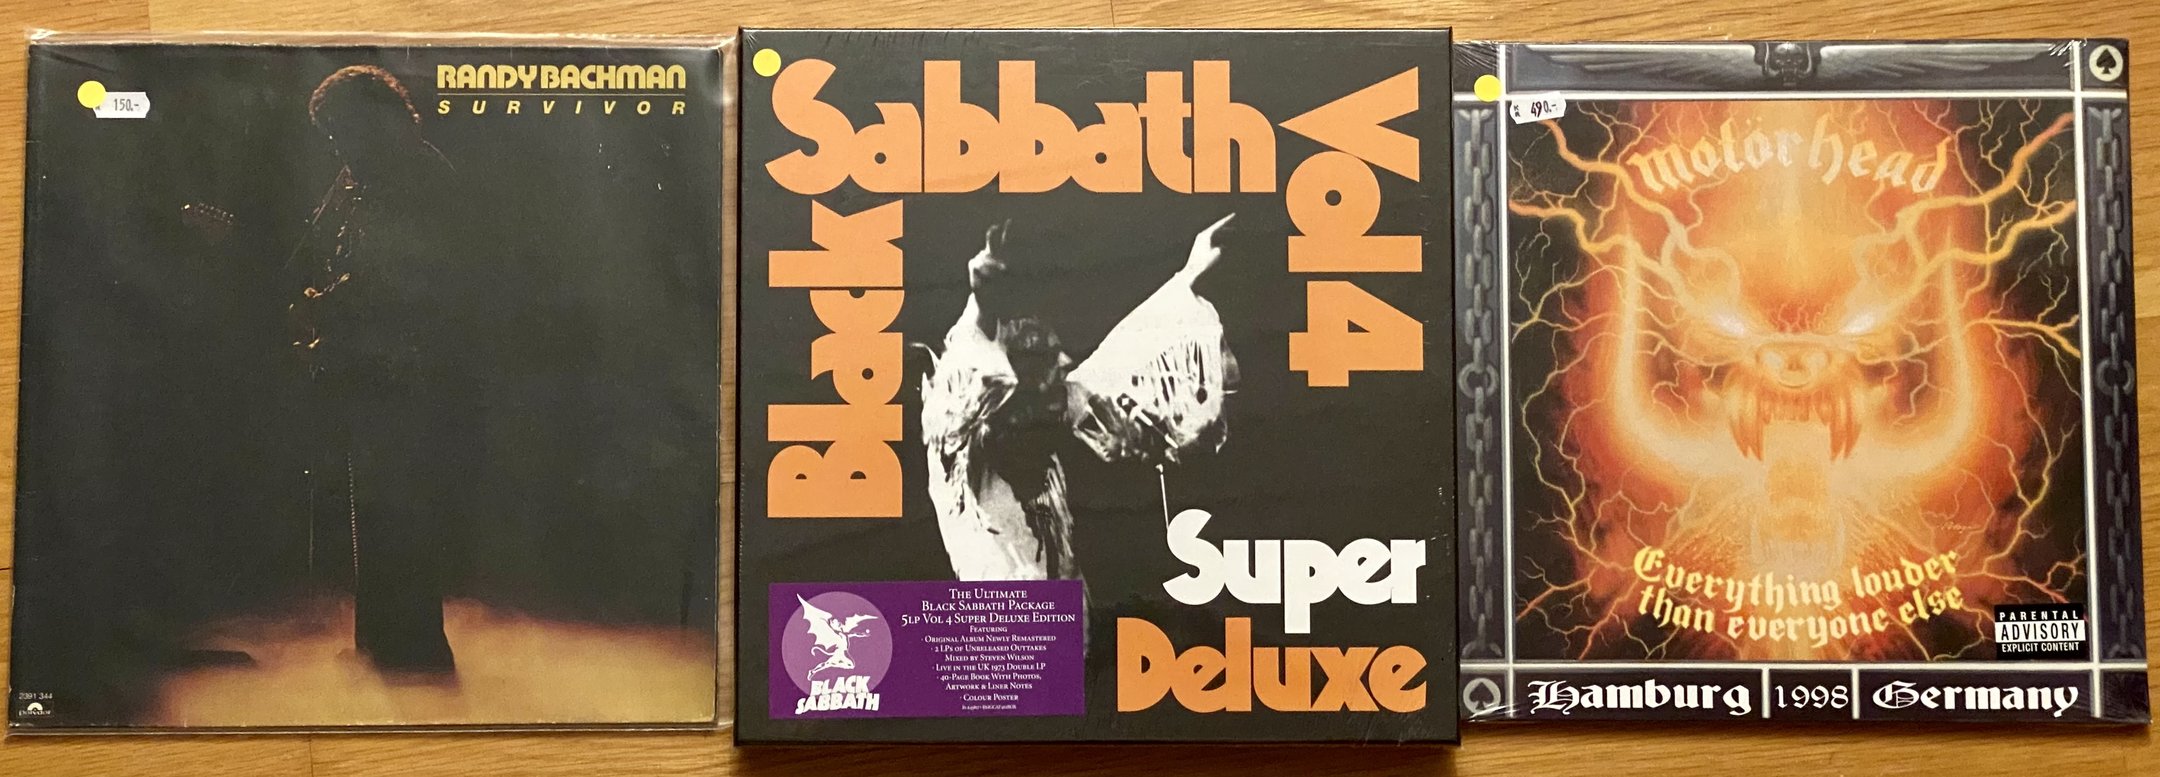 RANDY BACHMAN
SURVIVOR
150.-
2391 344
polydor
Black
Sabbath
Vol 4
Super
Deluxe
THE ULTIMATE
BLACK SABBATH PACKAGE
5LP VOL 4 SUPER DELUXE EDITION
FEATURING
· ORIGINAL ALBUM NEWLY REMASTERED
· 2 LPS OF UNRELEASED OUTTAKES
MIXED BY STEVEN WILSON
· LIVE IN THE UK 1973 DOUBLE LP
· 40-PAGE BOOK WITH PHOTOS,
ARTWORK & LINER NOTES
· COLOUR POSTER
BLACK
SABBATH
KR 490.-
motörhead
Everything louder
than everyone else
PARENTAL
ADVISORY
EXPLICIT CONTENT
Hamburg 1998 Germany